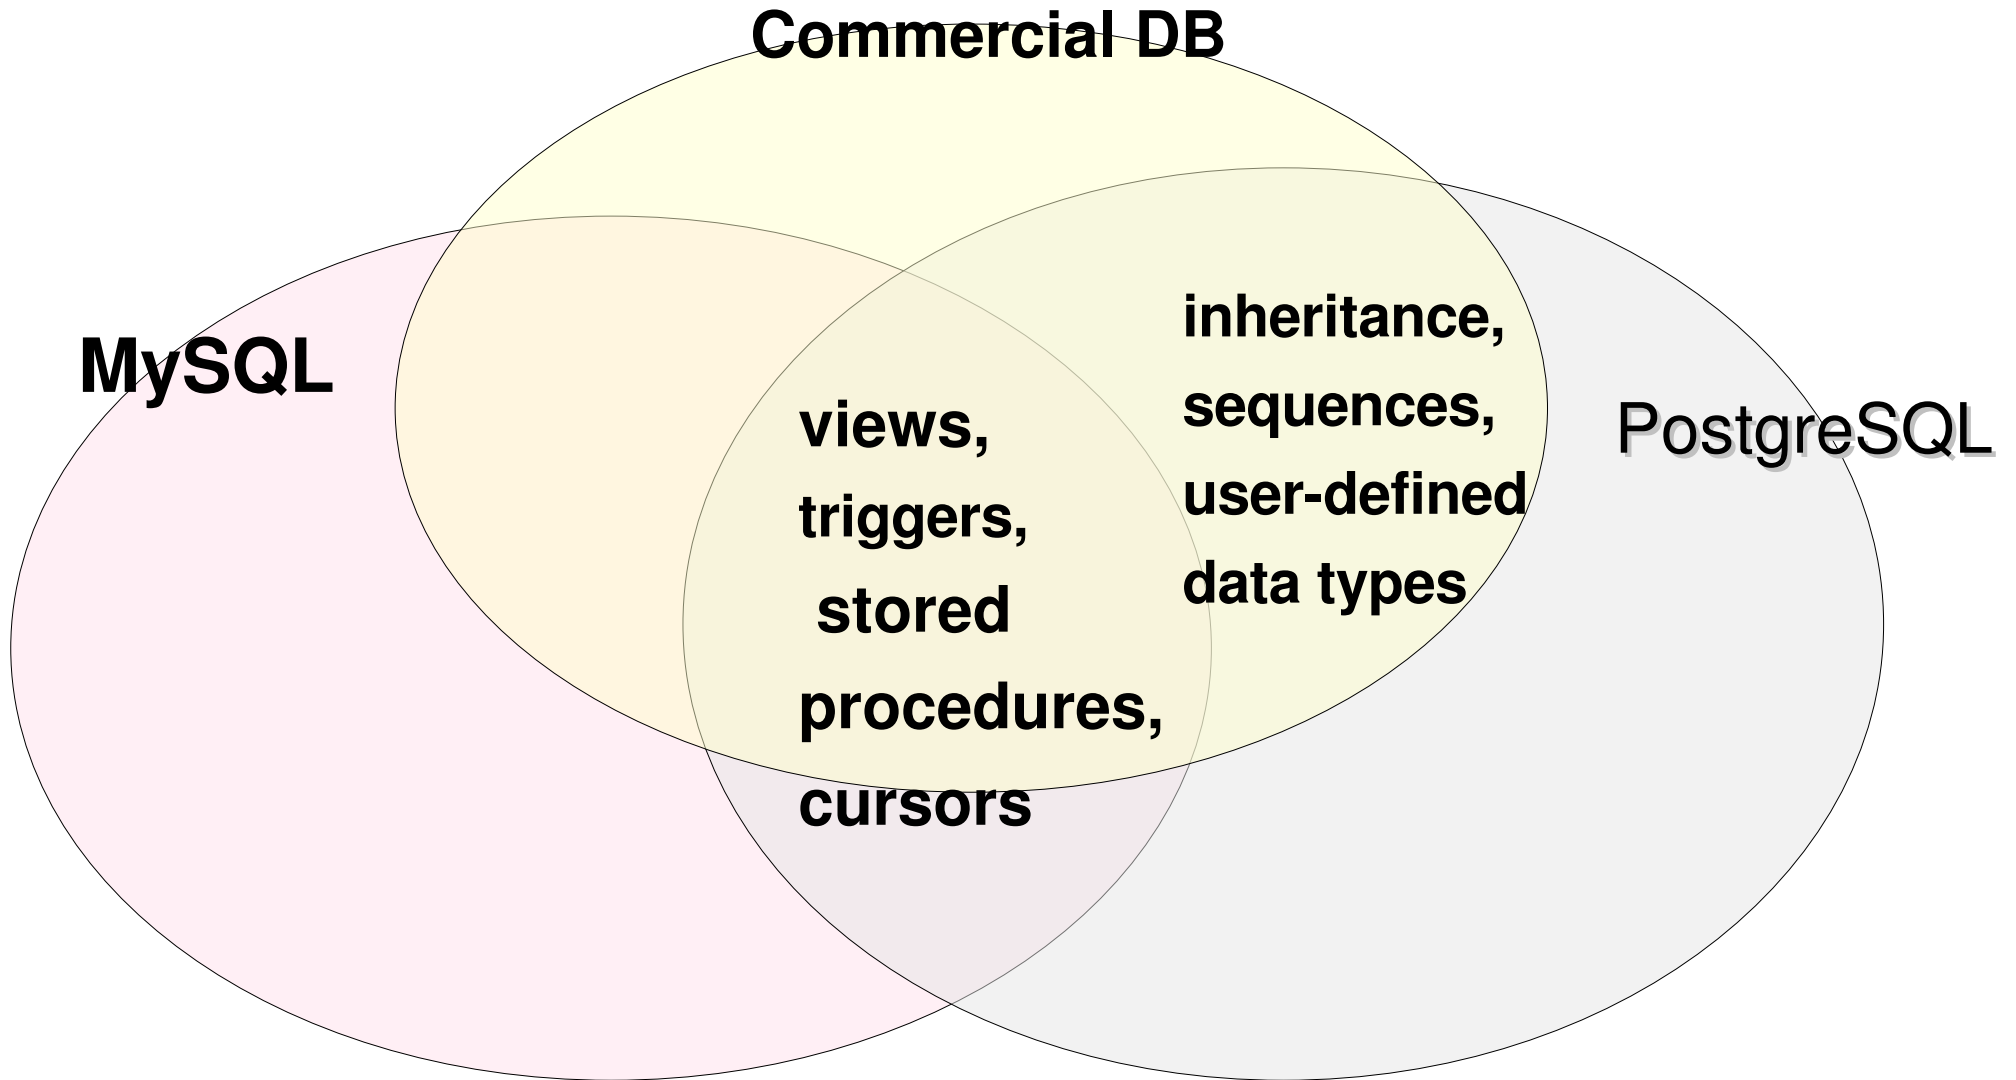 Commercial DB
MySQL
PostgreSQL
views,
triggers,
stored
procedures,
cursors
inheritance,
sequences,
user-defined
data types